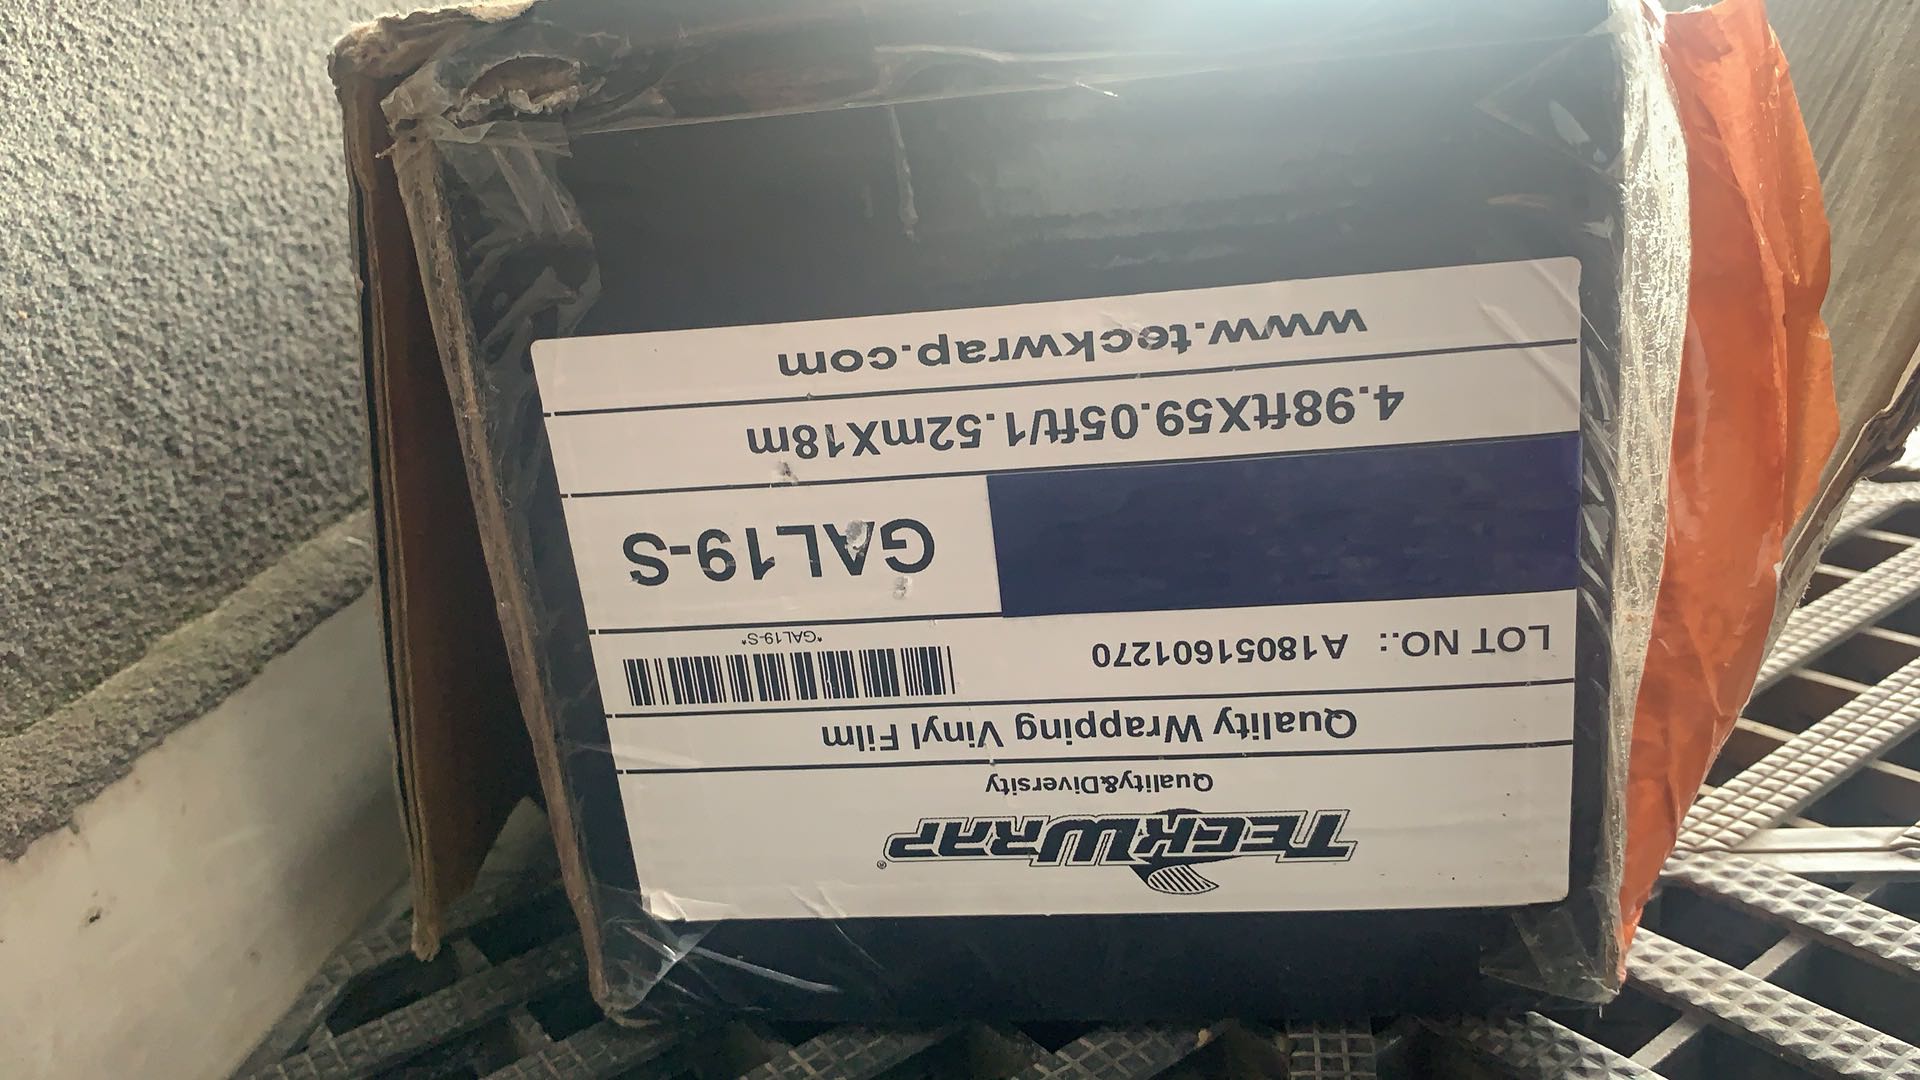 TECKWRAP®
Quality&Diversity
Quality Wrapping Vinyl Film
LOT NO.: A18051601270
*GAL19-S*
GAL19-S
4.98ftX59.05ft/1.52mX18m
www.teckwrap.com